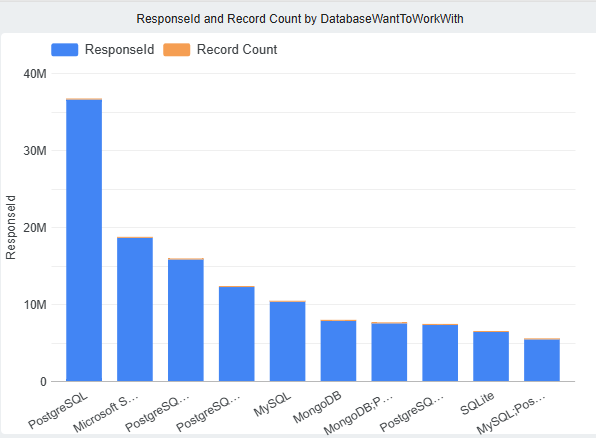 ResponseId and Record Count by DatabaseWantToWorkWith
ResponseId Record Count
40M
30M
20M
10M
0
ResponseId
PostgreSQL
Microsoft S…
PostgreSQ…
PostgreSQ…
MySQL
MongoDB
MongoDB;P…
PostgreSQ…
SQLite
MySQL;Pos…